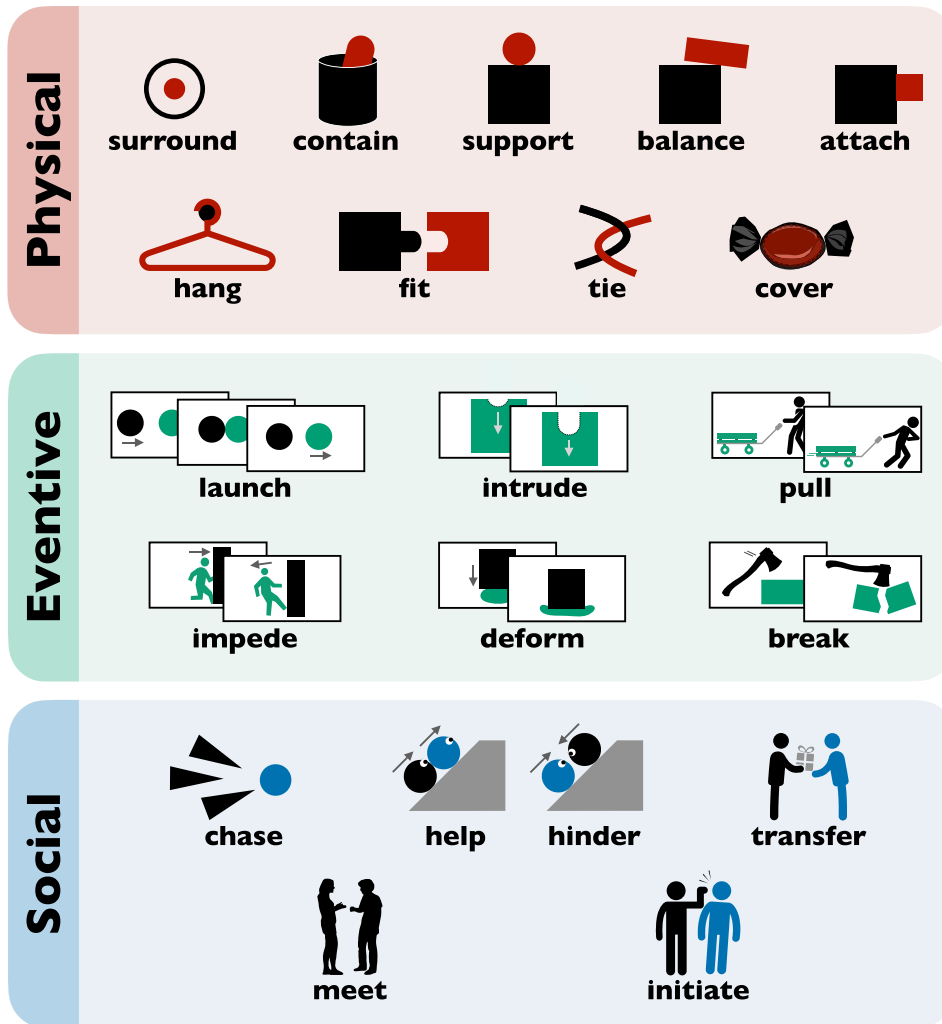 Physical
surround
contain
support
balance
attach
hang
fit
tie
cover
Eventive
launch
intrude
pull
impede
deform
break
Social
chase
help
hinder
transfer
meet
initiate